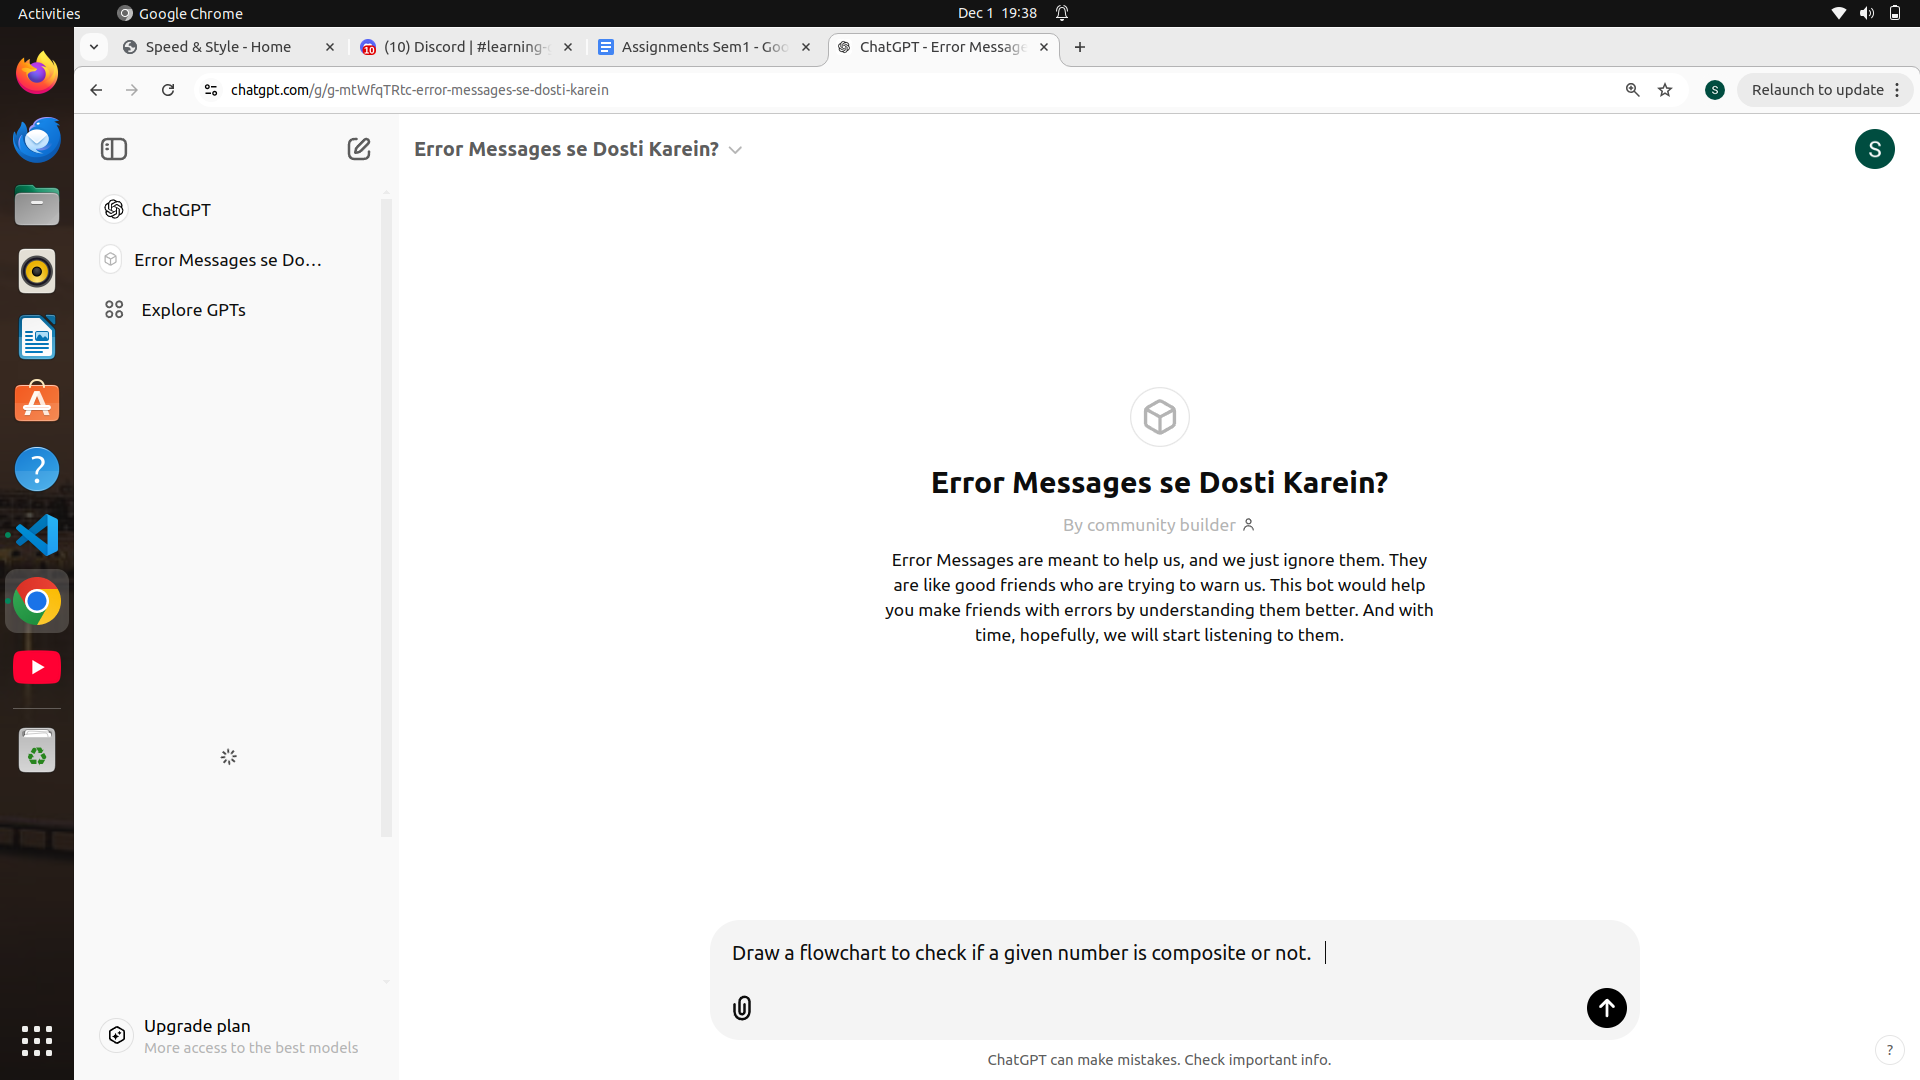 Activities
Google Chrome
Dec 1 19:38
Speed & Style - Home
(10) Discord | #learning-
Assignments Sem1 - Goo
ChatGPT - Error Message
chatgpt.com/g/g-mtWfqTRtc-error-messages-se-dosti-karein
S
Relaunch to update
Error Messages se Dosti Karein?
S
ChatGPT
Error Messages se Do...
Explore GPTs
Error Messages se Dosti Karein?
By community builder
Error Messages are meant to help us, and we just ignore them. They
are like good friends who are trying to warn us. This bot would help
you make friends with errors by understanding them better. And with
time, hopefully, we will start listening to them.
Draw a flowchart to check if a given number is composite or not.
Upgrade plan
More access to the best models
ChatGPT can make mistakes. Check important info.
?